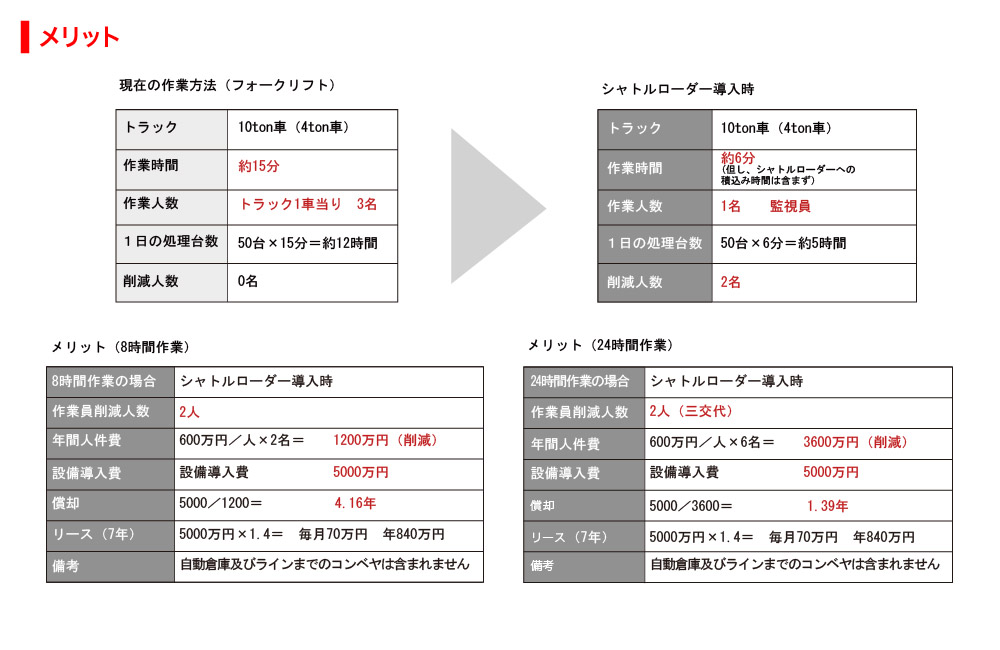 メリット
現在の作業方法（フォークリフト）
トラック 10ton車（4ton車）
作業時間 約15分
作業人数 トラック1車当り 3名
１日の処理台数 50台×15分＝約12時間
削減人数 0名
シャトルローダー導入時
トラック 10ton車（4ton車）
作業時間 約6分
（但し、シャトルローダーへの
積込み時間は含まず）
作業人数 1名 監視員
１日の処理台数 50台×6分＝約5時間
削減人数 2名
メリット（8時間作業）
8時間作業の場合 シャトルローダー導入時
作業員削減人数 2人
年間人件費 600万円／人×2名＝ 1200万円（削減）
設備導入費 設備導入費 5000万円
償却 5000／1200＝ 4.16年
リース（7年） 5000万円×1.4＝ 毎月70万円 年840万円
備考 自動倉庫及びラインまでのコンベヤは含まれません
メリット（24時間作業）
24時間作業の場合 シャトルローダー導入時
作業員削減人数 2人（三交代）
年間人件費 600万円／人×6名＝ 3600万円（削減）
設備導入費 設備導入費 5000万円
償却 5000／3600＝ 1.39年
リース（7年） 5000万円×1.4＝ 毎月70万円 年840万円
備考 自動倉庫及びラインまでのコンベヤは含まれません